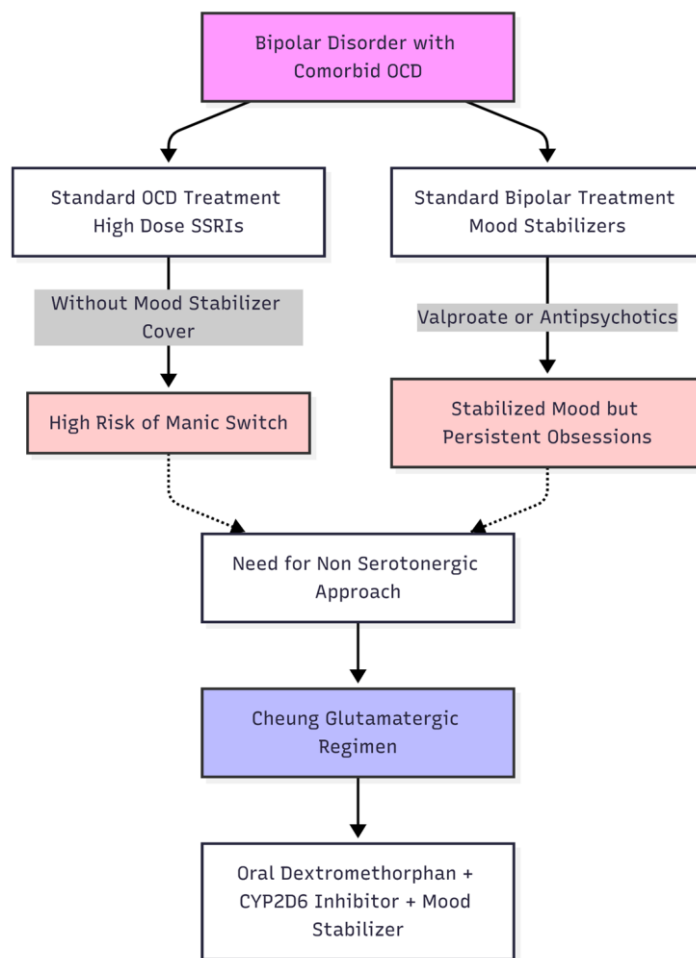 Bipolar Disorder with
Comorbid OCD
Standard OCD Treatment
High Dose SSRIs
Standard Bipolar Treatment
Mood Stabilizers
Without Mood Stabilizer
Cover
Valproate or Antipsychotics
High Risk of Manic Switch
Stabilized Mood but
Persistent Obsessions
Need for Non Serotonergic
Approach
Cheung Glutamatergic
Regimen
Oral Dextromethorphan +
CYP2D6 Inhibitor + Mood
Stabilizer